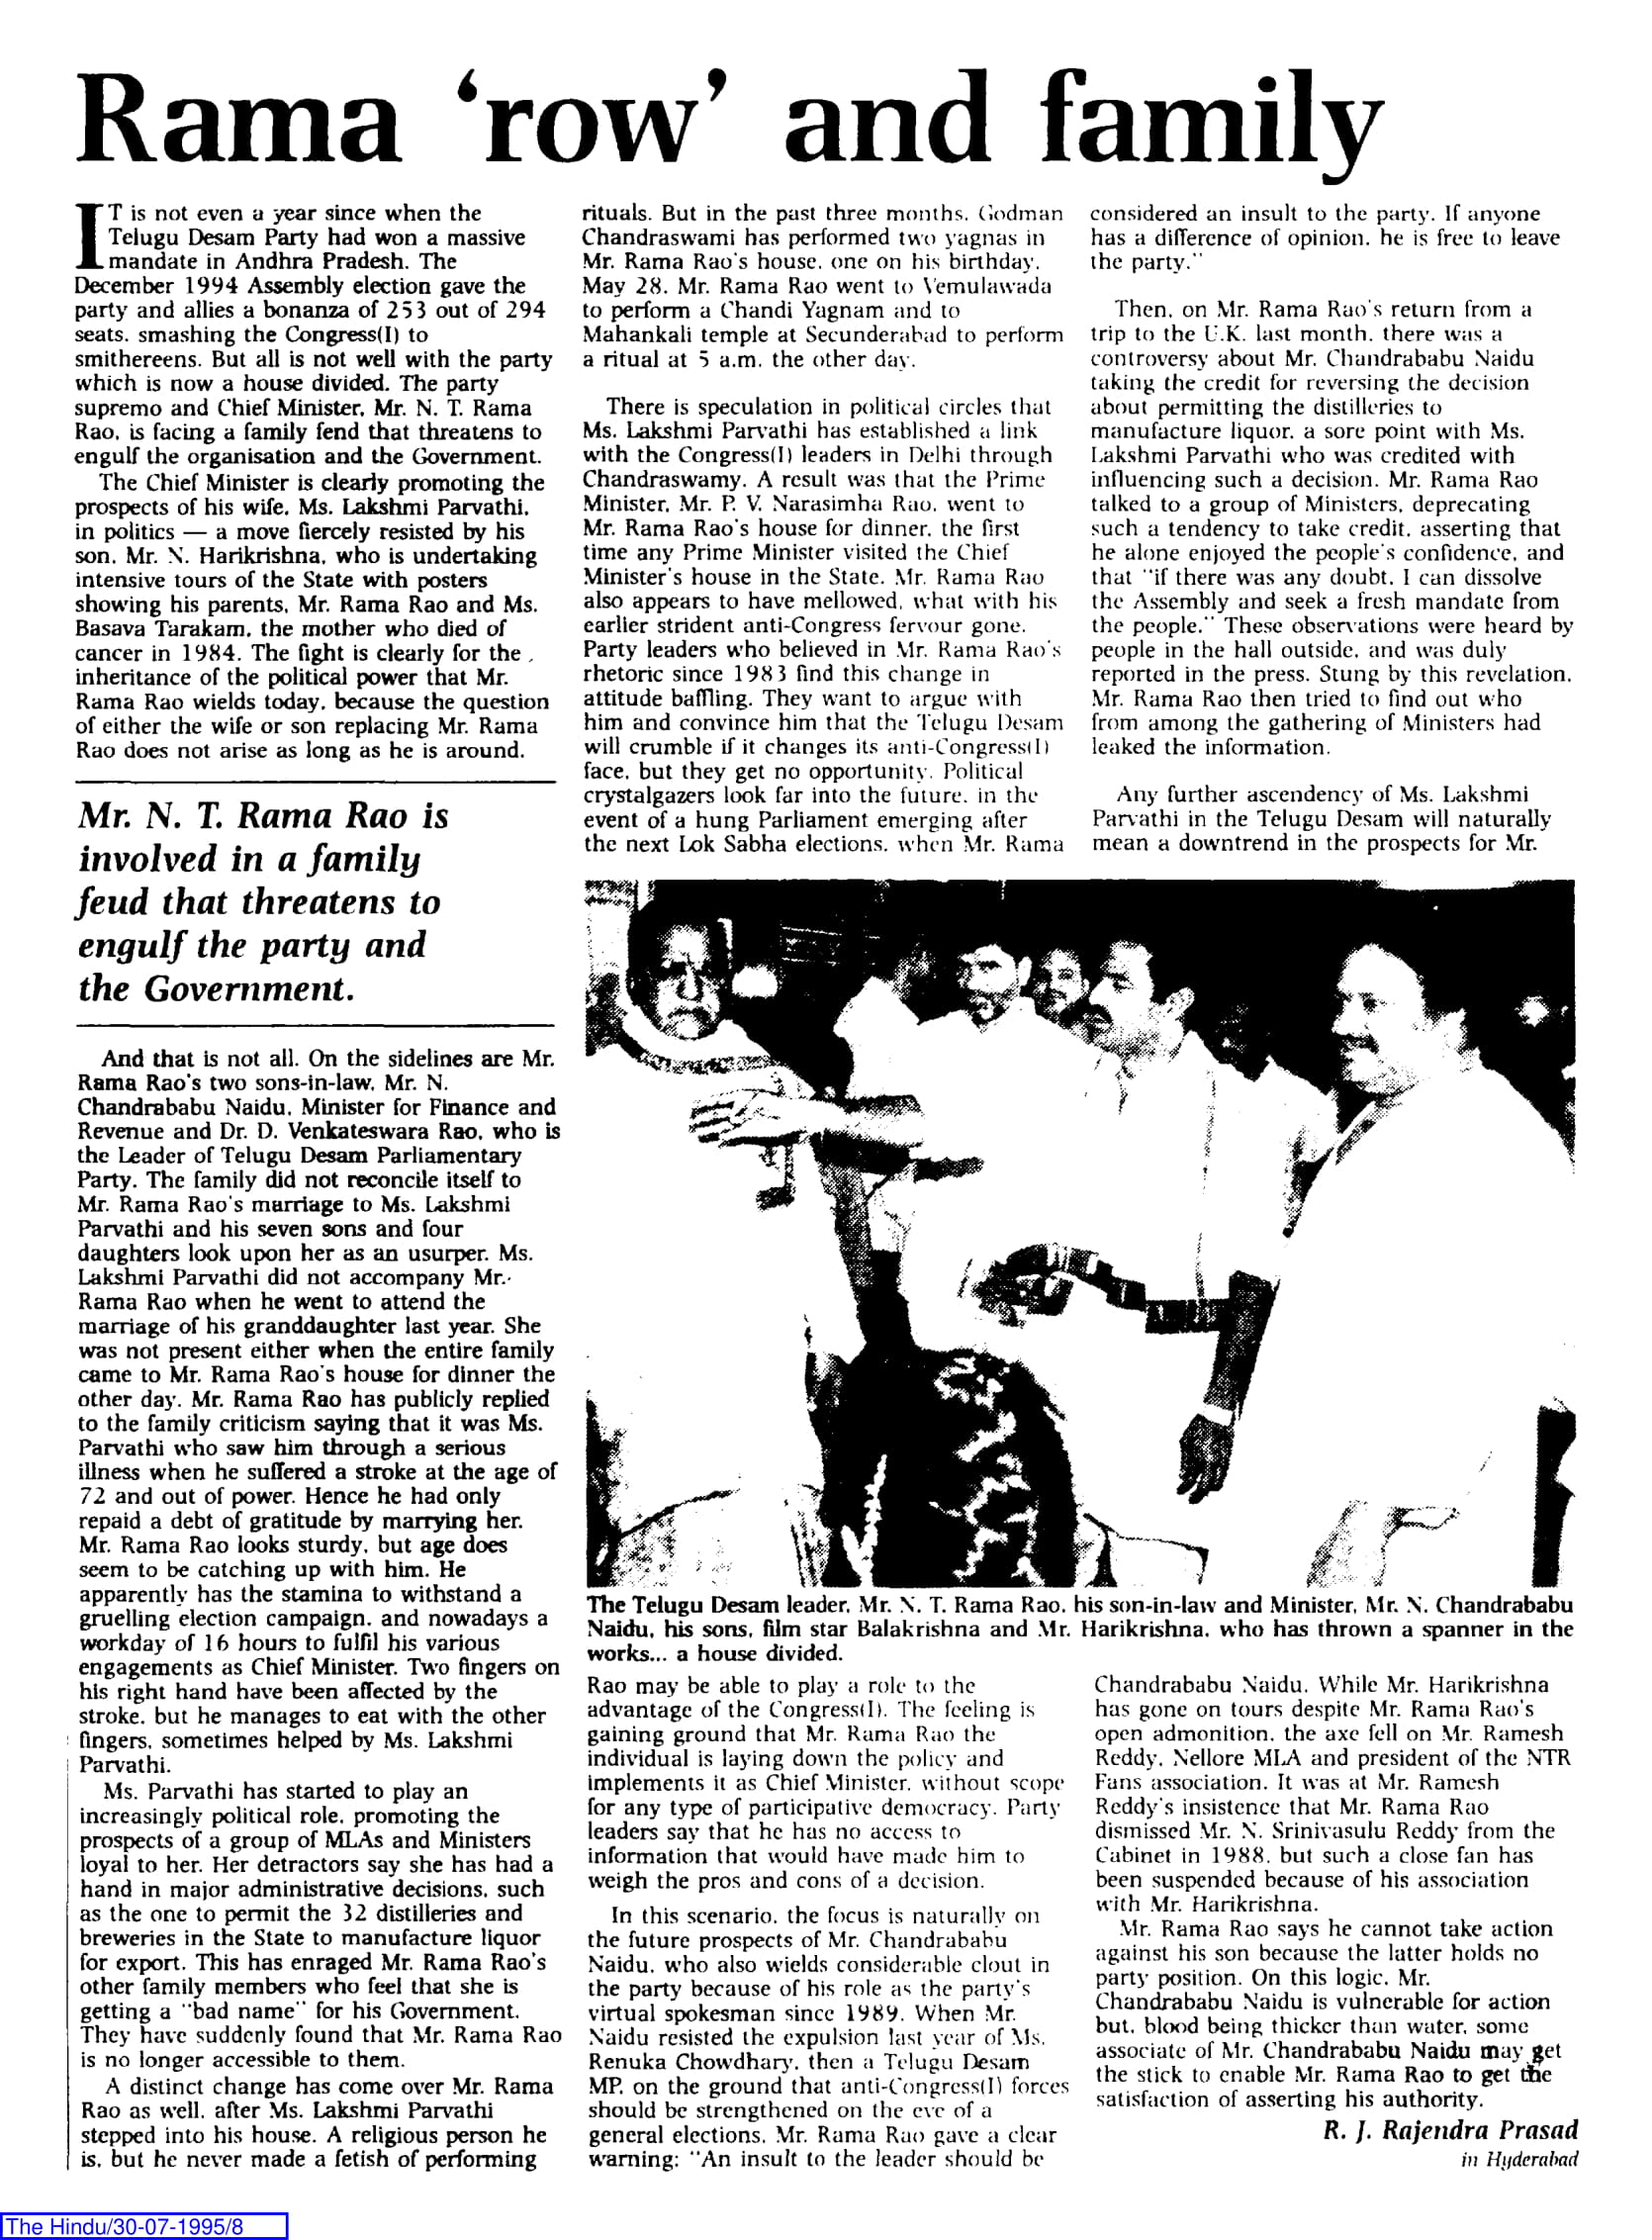 Rama ‘row’ and family
IT is not even a year since when the
Telugu Desam Party had won a massive
mandate in Andhra Pradesh. The
December 1994 Assembly election gave the
party and allies a bonanza of 253 out of 294
seats, smashing the Congress(I) to
smithereens. But all is not well with the party
which is now a house divided. The party
supremo and Chief Minister, Mr. N. T. Rama
Rao, is facing a family fend that threatens to
engulf the organisation and the Government.
The Chief Minister is clearly promoting the
prospects of his wife, Ms. Lakshmi Parvathi,
in politics — a move fiercely resisted by his
son, Mr. N. Harikrishna, who is undertaking
intensive tours of the State with posters
showing his parents, Mr. Rama Rao and Ms.
Basava Tarakam, the mother who died of
cancer in 1984. The fight is clearly for the
inheritance of the political power that Mr.
Rama Rao wields today, because the question
of either the wife or son replacing Mr. Rama
Rao does not arise as long as he is around.
Mr. N. T. Rama Rao is
involved in a family
feud that threatens to
engulf the party and
the Government.
And that is not all. On the sidelines are Mr.
Rama Rao's two sons-in-law, Mr. N.
Chandrababu Naidu, Minister for Finance and
Revenue and Dr. D. Venkateswara Rao, who is
the Leader of Telugu Desam Parliamentary
Party. The family did not reconcile itself to
Mr. Rama Rao's marriage to Ms. Lakshmi
Parvathi and his seven sons and four
daughters look upon her as an usurper. Ms.
Lakshmi Parvathi did not accompany Mr.
Rama Rao when he went to attend the
marriage of his granddaughter last year. She
was not present either when the entire family
came to Mr. Rama Rao's house for dinner the
other day. Mr. Rama Rao has publicly replied
to the family criticism saying that it was Ms.
Parvathi who saw him through a serious
illness when he suffered a stroke at the age of
72 and out of power. Hence he had only
repaid a debt of gratitude by marrying her.
Mr. Rama Rao looks sturdy, but age does
seem to be catching up with him. He
apparently has the stamina to withstand a
gruelling election campaign, and nowadays a
workday of 16 hours to fulfil his various
engagements as Chief Minister. Two fingers on
his right hand have been affected by the
stroke, but he manages to eat with the other
fingers, sometimes helped by Ms. Lakshmi
Parvathi.
Ms. Parvathi has started to play an
increasingly political role, promoting the
prospects of a group of MLAs and Ministers
loyal to her. Her detractors say she has had a
hand in major administrative decisions, such
as the one to permit the 32 distilleries and
breweries in the State to manufacture liquor
for export. This has enraged Mr. Rama Rao's
other family members who feel that she is
getting a "bad name" for his Government.
They have suddenly found that Mr. Rama Rao
is no longer accessible to them.
A distinct change has come over Mr. Rama
Rao as well, after Ms. Lakshmi Parvathi
stepped into his house. A religious person he
is, but he never made a fetish of performing
rituals. But in the past three months, Godman
Chandraswami has performed two yagnas in
Mr. Rama Rao's house, one on his birthday,
May 28. Mr. Rama Rao went to Vemulawada
to perform a Chandi Yagnam and to
Mahankali temple at Secunderabad to perform
a ritual at 5 a.m. the other day.
There is speculation in political circles that
Ms. Lakshmi Parvathi has established a link
with the Congress(I) leaders in Delhi through
Chandraswamy. A result was that the Prime
Minister, Mr. P. V. Narasimha Rao, went to
Mr. Rama Rao's house for dinner, the first
time any Prime Minister visited the Chief
Minister's house in the State. Mr. Rama Rao
also appears to have mellowed, what with his
earlier strident anti-Congress fervour gone.
Party leaders who believed in Mr. Rama Rao's
rhetoric since 1983 find this change in
attitude baffling. They want to argue with
him and convince him that the Telugu Desam
will crumble if it changes its anti-Congress(I)
face, but they get no opportunity. Political
crystalgazers look far into the future, in the
event of a hung Parliament emerging after
the next Lok Sabha elections, when Mr. Rama
considered an insult to the party. If anyone
has a difference of opinion, he is free to leave
the party."
Then, on Mr. Rama Rao's return from a
trip to the U.K. last month, there was a
controversy about Mr. Chandrababu Naidu
taking the credit for reversing the decision
about permitting the distilleries to
manufacture liquor, a sore point with Ms.
Lakshmi Parvathi who was credited with
influencing such a decision. Mr. Rama Rao
talked to a group of Ministers, deprecating
such a tendency to take credit, asserting that
he alone enjoyed the people's confidence, and
that "if there was any doubt, I can dissolve
the Assembly and seek a fresh mandate from
the people." These observations were heard by
people in the hall outside, and was duly
reported in the press. Stung by this revelation,
Mr. Rama Rao then tried to find out who
from among the gathering of Ministers had
leaked the information.
Any further ascendency of Ms. Lakshmi
Parvathi in the Telugu Desam will naturally
mean a downtrend in the prospects for Mr.
The Telugu Desam leader, Mr. N. T. Rama Rao, his son-in-law and Minister, Mr. N. Chandrababu
Naidu, his sons, film star Balakrishna and Mr. Harikrishna, who has thrown a spanner in the
works... a house divided.
Rao may be able to play a role to the
advantage of the Congress(I). The feeling is
gaining ground that Mr. Rama Rao the
individual is laying down the policy and
implements it as Chief Minister, without scope
for any type of participative democracy. Party
leaders say that he has no access to
information that would have made him to
weigh the pros and cons of a decision.
In this scenario, the focus is naturally on
the future prospects of Mr. Chandrababu
Naidu, who also wields considerable clout in
the party because of his role as the party's
virtual spokesman since 1989. When Mr.
Naidu resisted the expulsion last year of Ms.
Renuka Chowdhary, then a Telugu Desam
MP, on the ground that anti-Congress(I) forces
should be strengthened on the eve of a
general elections, Mr. Rama Rao gave a clear
warning: "An insult to the leader should be
Chandrababu Naidu. While Mr. Harikrishna
has gone on tours despite Mr. Rama Rao's
open admonition, the axe fell on Mr. Ramesh
Reddy, Nellore MLA and president of the NTR
Fans association. It was at Mr. Ramesh
Reddy's insistence that Mr. Rama Rao
dismissed Mr. N. Srinivasulu Reddy from the
Cabinet in 1988, but such a close fan has
been suspended because of his association
with Mr. Harikrishna.
Mr. Rama Rao says he cannot take action
against his son because the latter holds no
party position. On this logic, Mr.
Chandrababu Naidu is vulnerable for action
but, blood being thicker than water, some
associate of Mr. Chandrababu Naidu may get
the stick to enable Mr. Rama Rao to get the
satisfaction of asserting his authority.
R. J. Rajendra Prasad
in Hyderabad
The Hindu/30-07-1995/8